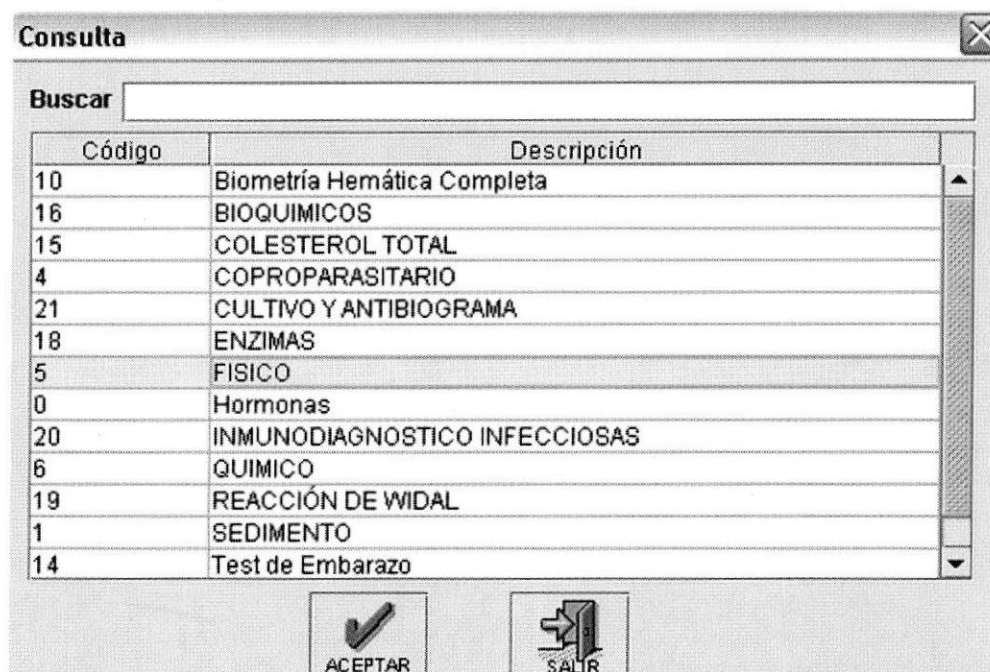 Consulta
Buscar
Código Descripción
10 Biometría Hemática Completa
16 BIOQUIMICOS
15 COLESTEROL TOTAL
4 COPROPARASITARIO
21 CULTIVO Y ANTIBIOGRAMA
18 ENZIMAS
5 FISICO
0 Hormonas
20 INMUNODIAGNOSTICO INFECCIOSAS
6 QUIMICO
19 REACCIÓN DE WIDAL
1 SEDIMENTO
14 Test de Embarazo
ACEPTAR SALIR